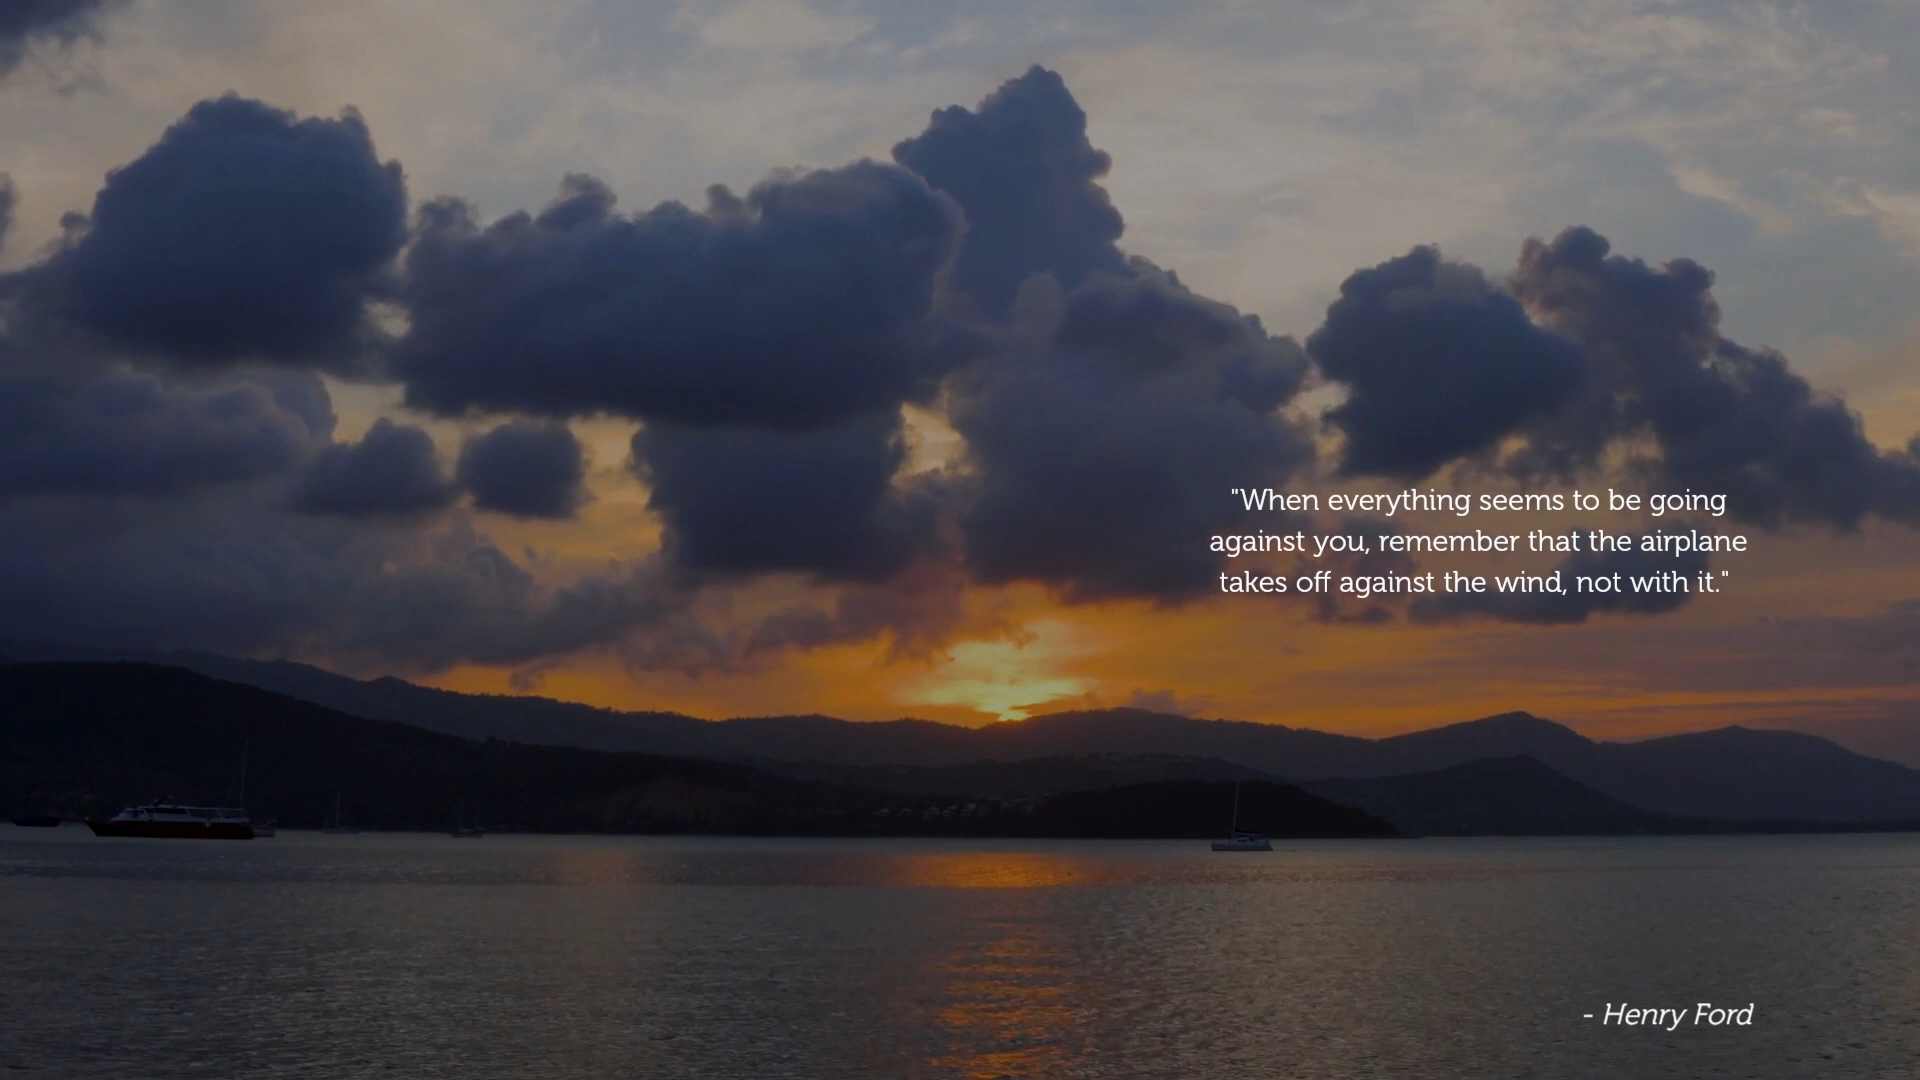 "When everything seems to be going
against you, remember that the airplane
takes off against the wind, not with it."
- Henry Ford